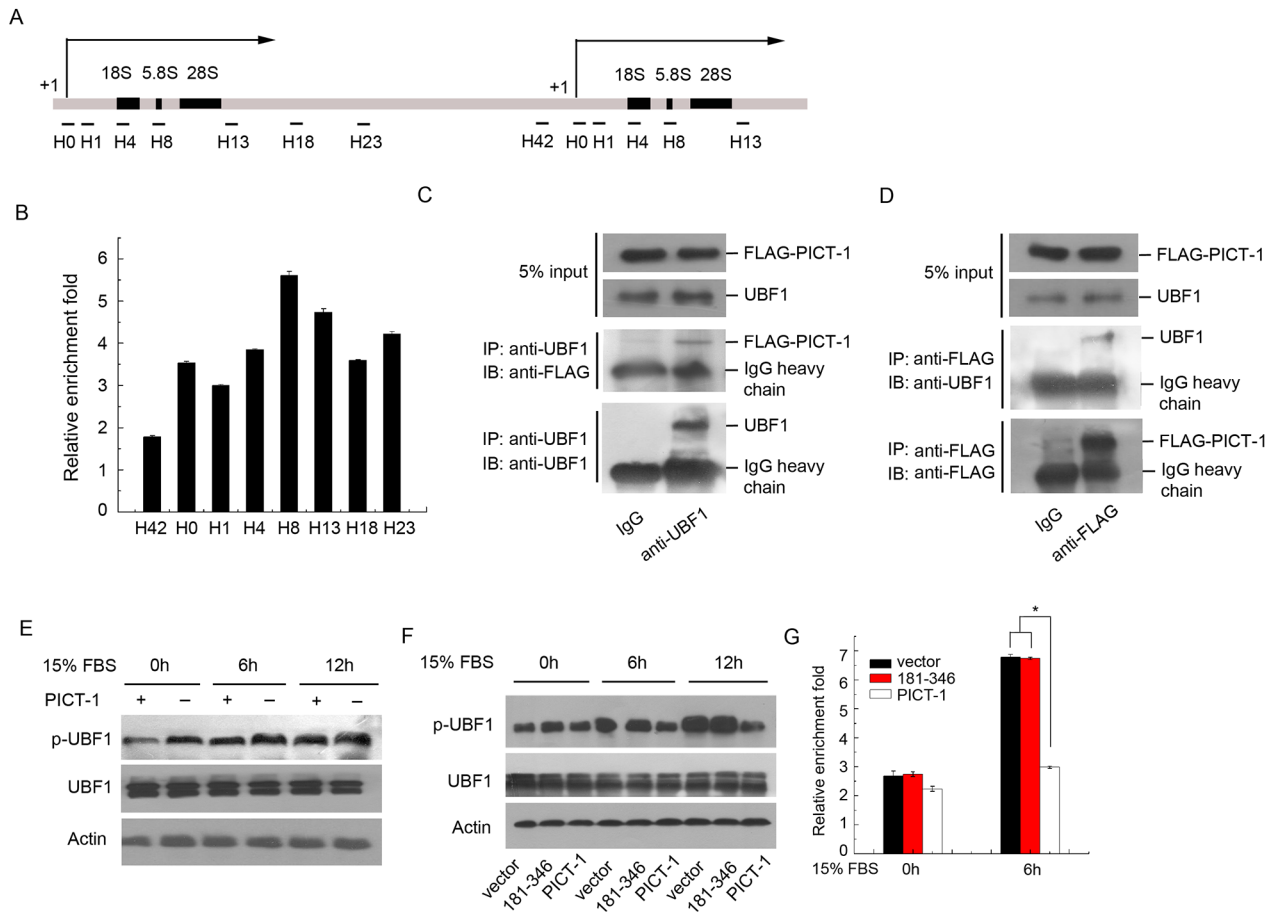 A
+1
18S 5.8S 28S
+1
18S 5.8S 28S
H0 H1 H4 H8 H13 H18 H23 H42 H0 H1 H4 H8 H13
B
Relative enrichment fold
6
5
4
3
2
1
0
H42 H0 H1 H4 H8 H13 H18 H23
C
5% input
FLAG-PICT-1
UBF1
IP: anti-UBF1
IB: anti-FLAG
FLAG-PICT-1
IgG heavy
chain
IP: anti-UBF1
IB: anti-UBF1
UBF1
IgG heavy
chain
IgG
anti-UBF1
D
5% input
FLAG-PICT-1
UBF1
IP: anti-FLAG
IB: anti-UBF1
UBF1
IgG heavy
chain
IP: anti-FLAG
IB: anti-FLAG
FLAG-PICT-1
IgG heavy
chain
IgG
anti-FLAG
E
15% FBS 0h 6h 12h
PICT-1 + − + − + −
p-UBF1
UBF1
Actin
F
15% FBS 0h 6h 12h
p-UBF1
UBF1
Actin
vector 181-346 PICT-1 vector 181-346 PICT-1 vector 181-346 PICT-1
G
*
vector
181-346
PICT-1
Relative enrichment fold
7
6
5
4
3
2
1
0
15% FBS 0h 6h